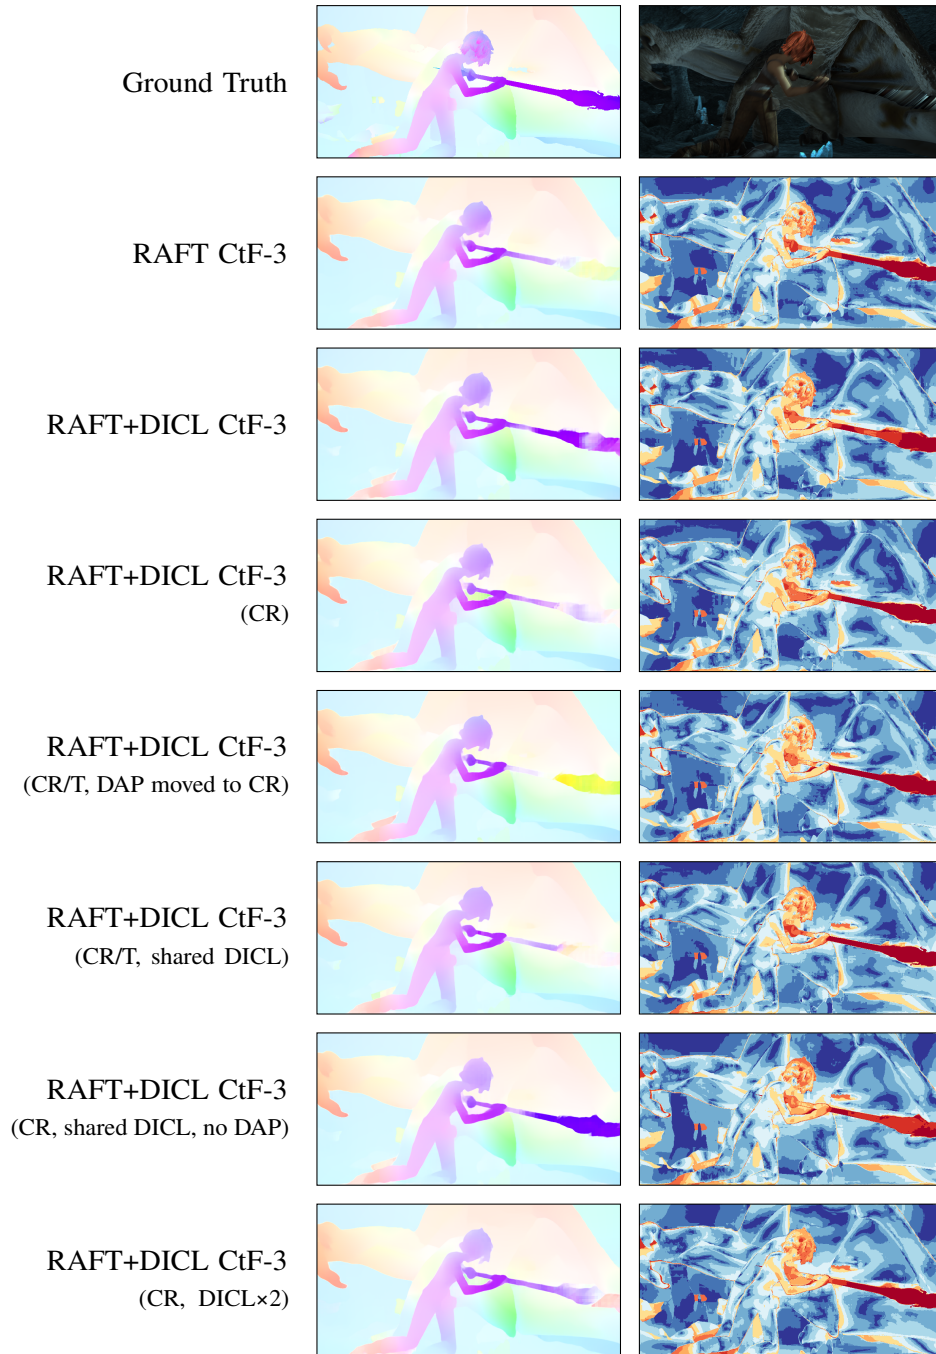 Ground Truth
RAFT CtF-3
RAFT+DICL CtF-3
RAFT+DICL CtF-3
(CR)
RAFT+DICL CtF-3
(CR/T, DAP moved to CR)
RAFT+DICL CtF-3
(CR/T, shared DICL)
RAFT+DICL CtF-3
(CR, shared DICL, no DAP)
RAFT+DICL CtF-3
(CR, DICL×2)